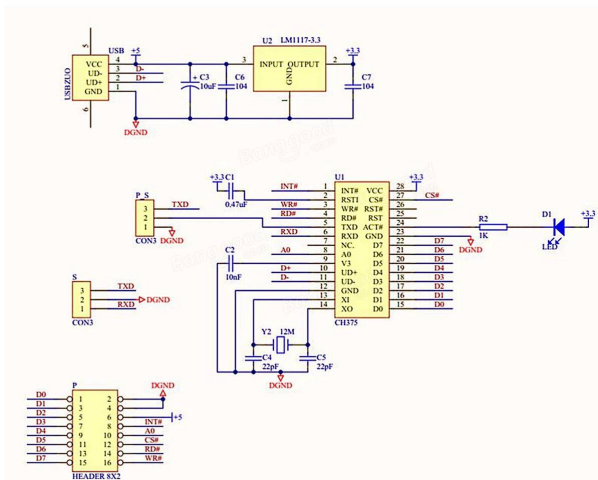 5
USB
VCC 4 +5
UD- 3 D-
UD+ 2 D+
GND 1
USBZUO
6
DGND
+ C3
10uF
C6
104
U2 LM1117-3.3
3 INPUT OUTPUT 2
GND
1
+3.3
C7
104
DGND
P_S
3 TXD
2
1
CON3
DGND
S
3 TXD
2 DGND
1 RXD
CON3
+3.3
C1
0.47uF
U1
INT# 1 INT# VCC 28 +3.3
2 RSTI CS# 27 CS#
WR# 3 WR# RST# 26
RD# 4 RD# RST 25
5 TXD ACT# 24
RXD 6 RXD GND 23
7 NC. D7 22 D7
A0 8 A0 D6 21 D6
9 V3 D5 20 D5
D+ 10 UD+ D4 19 D4
D- 11 UD- D3 18 D3
12 GND D2 17 D2
13 XI D1 16 D1
14 XO D0 15 D0
CH375
C2
10nF
Y2 12M
C4
22pF
C5
22pF
DGND
DGND
R2
1K
D1
LED
+3.3
P
DGND
D0 1 2
D1 3 4
D2 5 6 +5
D3 7 8 INT#
D4 9 10 A0
D5 11 12 CS#
D6 13 14 RD#
D7 15 16 WR#
HEADER 8X2